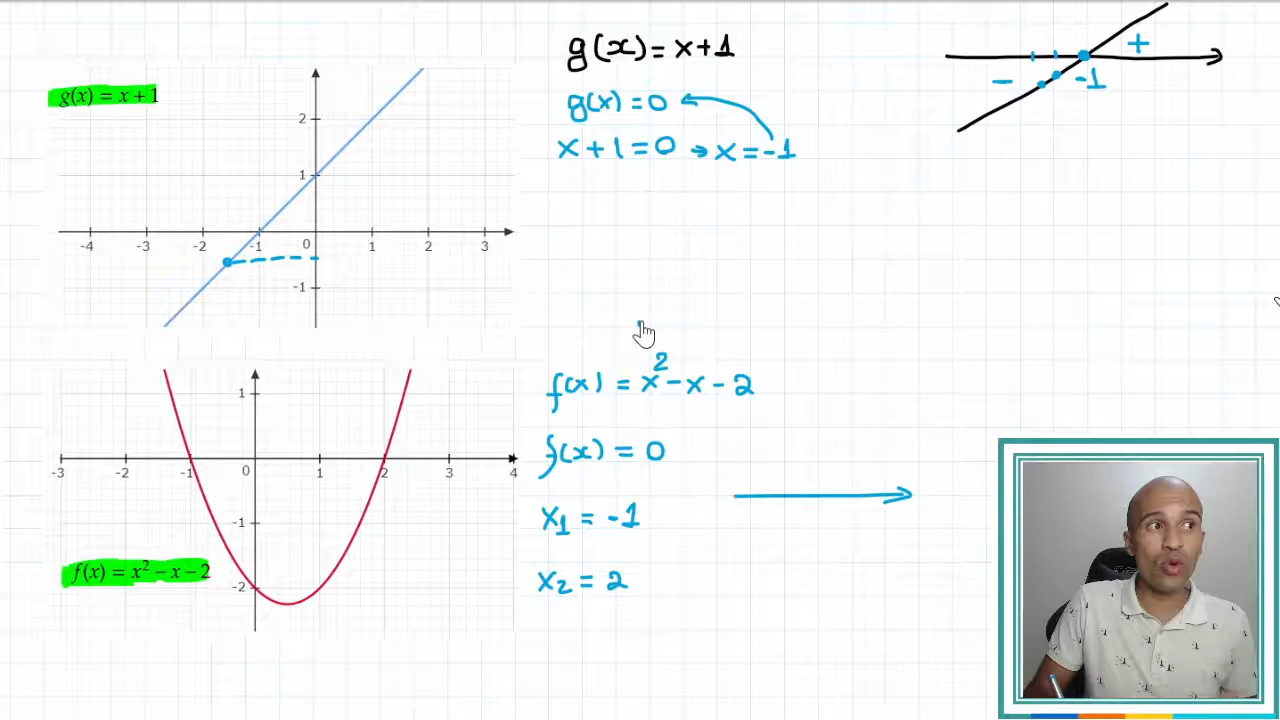 g(x) = x + 1
2
1
-4 -3 -2 -1 0 1 2 3
-1
g(x) = x+1
g(x) = 0
x + 1 = 0 → x = -1
+
- -1
1
-3 -2 -1 0 1 2 3 4
-1
-2
f(x) = x² − x − 2
f(x) = x² - x - 2
f(x) = 0
x₁ = -1
x₂ = 2